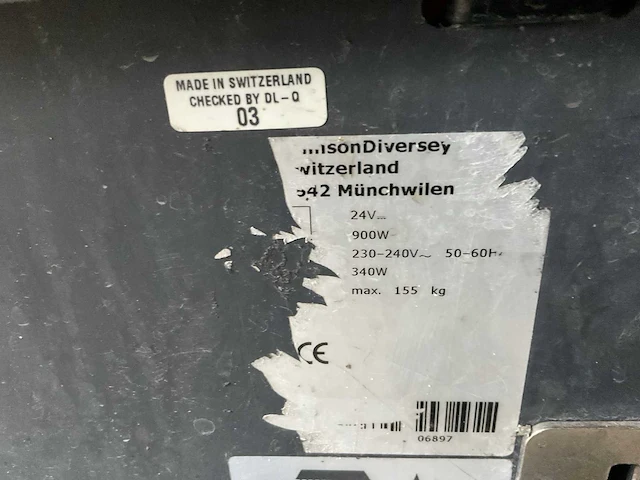 MADE IN SWITZERLAND
CHECKED BY DL-Q
03
nsonDiversey
witzerland
542 Münchwilen
24V⎓
900W
230-240V~ 50-60H
340W
max. 155 kg
CE
06897